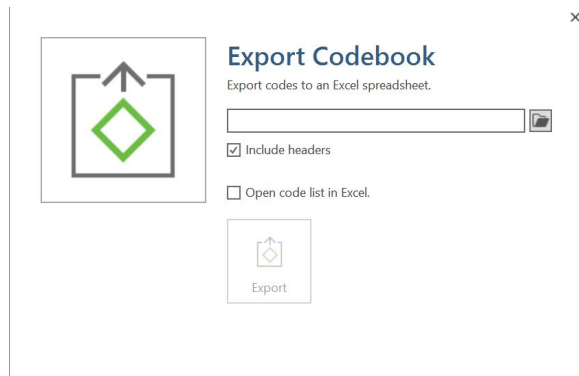 Export Codebook
Export codes to an Excel spreadsheet.
Include headers
Open code list in Excel.
Export